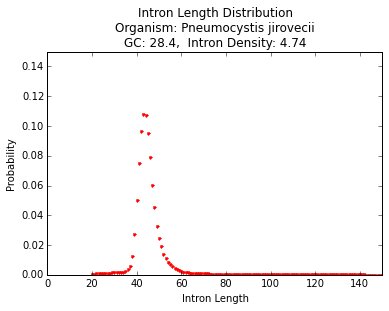 Intron Length Distribution
Organism: Pneumocystis jirovecii
GC: 28.4,  Intron Density: 4.74
0.14
0.12
0.10
0.08
0.06
0.04
0.02
0.00
Probability
0 20 40 60 80 100 120 140
Intron Length